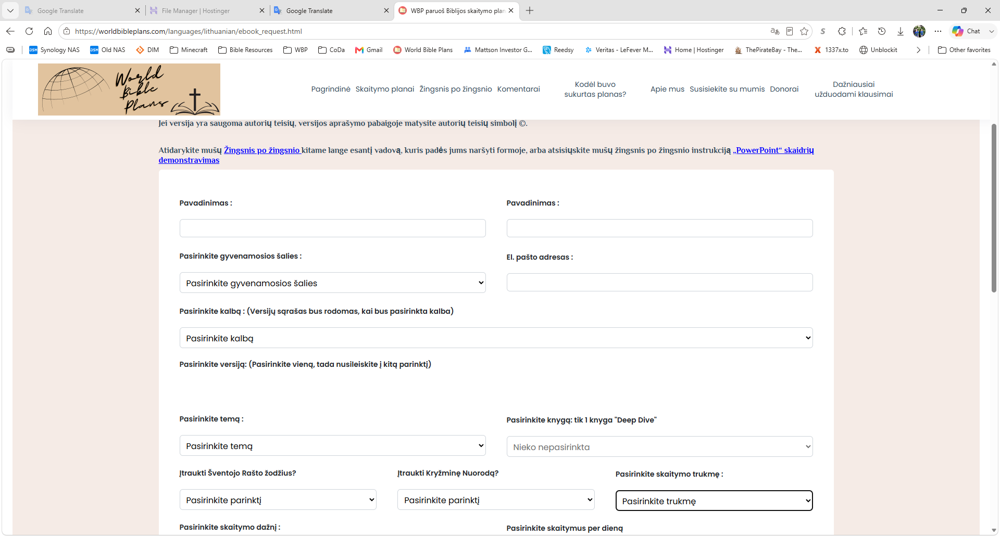 Google Translate
File Manager | Hostinger
Google Translate
WBP paruoš Biblijos skaitymo plan
https://worldbibleplans.com/languages/lithuanian/ebook_request.html
Chat
Synology NAS
Old NAS
DIM
Minecraft
Bible Resources
WBP
CoDa
Gmail
World Bible Plans
Mattson Investor G...
Reedsy
Veritas - LeFever M...
Home | Hostinger
ThePirateBay - The...
1337x.to
Unblockit
Other favorites
World
Bible
Plans
Pagrindinė
Skaitymo planai
Žingsnis po žingsnio
Komentarai
Kodėl buvo
sukurtas planas?
Apie mus
Susisiekite su mumis
Donorai
Dažniausiai
užduodami klausimai
Jei versija yra saugoma autorių teisių, versijos aprašymo pabaigoje matysite autorių teisių simbolį ©.
Atidarykite mušų Žingsnis po žingsnio kitame lange esantį vadovą, kuris padės jums naršyti formoje, arba atsisiųskite mušų žingsnis po žingsnio instrukciją „PowerPoint“ skaidrių
demonstravimas
Pavadinimas :
Pavadinimas :
Pasirinkite gyvenamosios šalies :
El. pašto adresas :
Pasirinkite gyvenamosios šalies
Pasirinkite kalbą : (Versijų sąrašas bus rodomas, kai bus pasirinkta kalba)
Pasirinkite kalbą
Pasirinkite versiją: (Pasirinkite vieną, tada nusileiskite į kitą parinktį)
Pasirinkite temą :
Pasirinkite knygą: tik 1 knyga "Deep Dive"
Pasirinkite temą
Nieko nepasirinkta
Įtraukti Šventojo Rašto žodžius?
Įtraukti Kryžminę Nuorodą?
Pasirinkite skaitymo trukmę :
Pasirinkite parinktį
Pasirinkite parinktį
Pasirinkite trukmę
Pasirinkite skaitymo dažnį :
Pasirinkite skaitymus per dieną